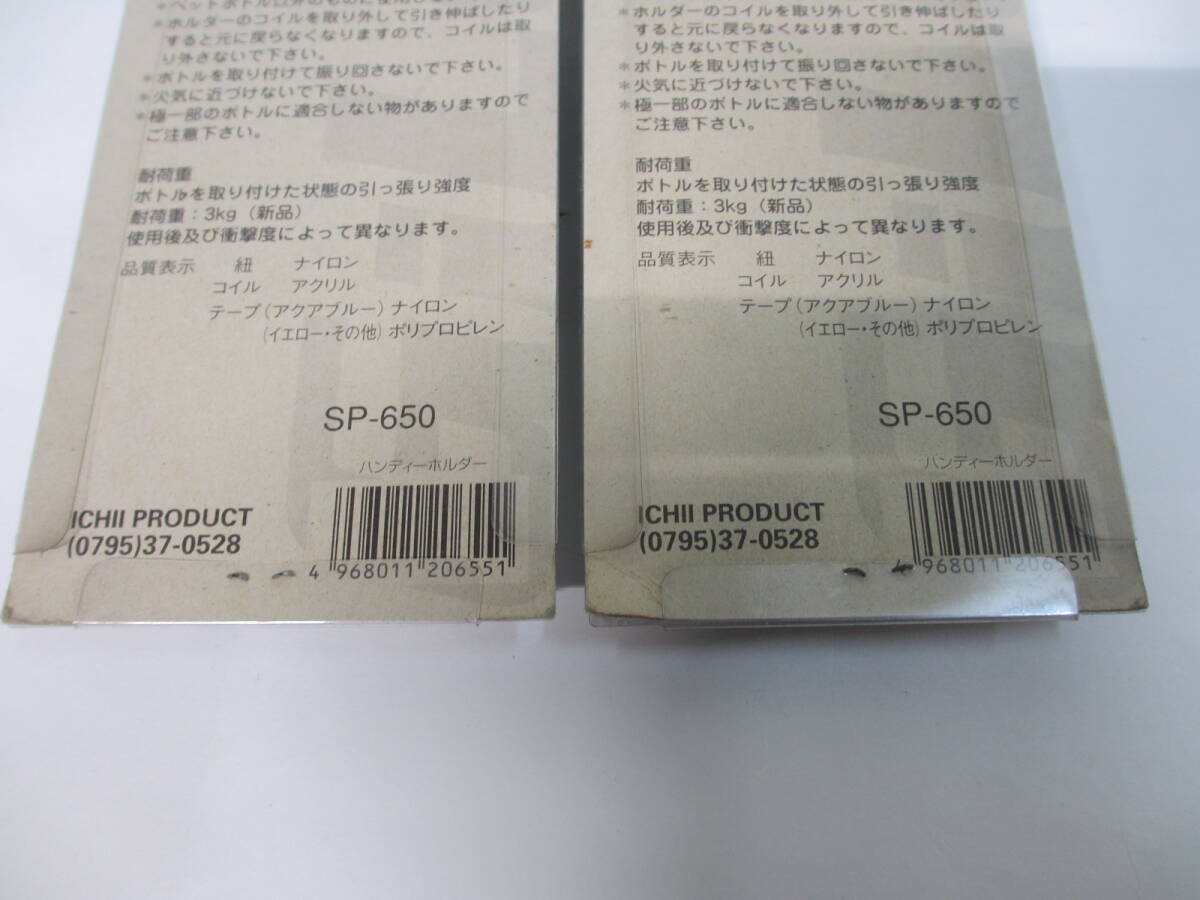 ＊ペットボトル以外のものに使用しないで
＊ホルダーのコイルを取り外して引き伸ばしたり
すると元に戻らなくなりますので、コイルは取
り外さないで下さい。
＊ボトルを取り付けて振り回さないで下さい。
＊火気に近づけないで下さい。
＊極一部のボトルに適合しない物がありますので
ご注意下さい。
耐荷重
ボトルを取り付けた状態の引っ張り強度
耐荷重：3kg（新品）
使用後及び衝撃度によって異なります。
品質表示 紐 ナイロン
コイル アクリル
テープ（アクアブルー）ナイロン
（イエロー・その他）ポリプロピレン
SP-650
ハンディーホルダー
ICHII PRODUCT
(0795)37-0528
4 968011 206551
＊ホルダーのコイルを取り外して引き伸ばしたり
すると元に戻らなくなりますので、コイルは取
り外さないで下さい。
＊ボトルを取り付けて振り回さないで下さい。
＊火気に近づけないで下さい。
＊極一部のボトルに適合しない物がありますので
ご注意下さい。
耐荷重
ボトルを取り付けた状態の引っ張り強度
耐荷重：3kg（新品）
使用後及び衝撃度によって異なります。
品質表示 紐 ナイロン
コイル アクリル
テープ（アクアブルー）ナイロン
（イエロー・その他）ポリプロピレン
SP-650
ハンディーホルダー
ICHII PRODUCT
(0795)37-0528
4 968011 206551